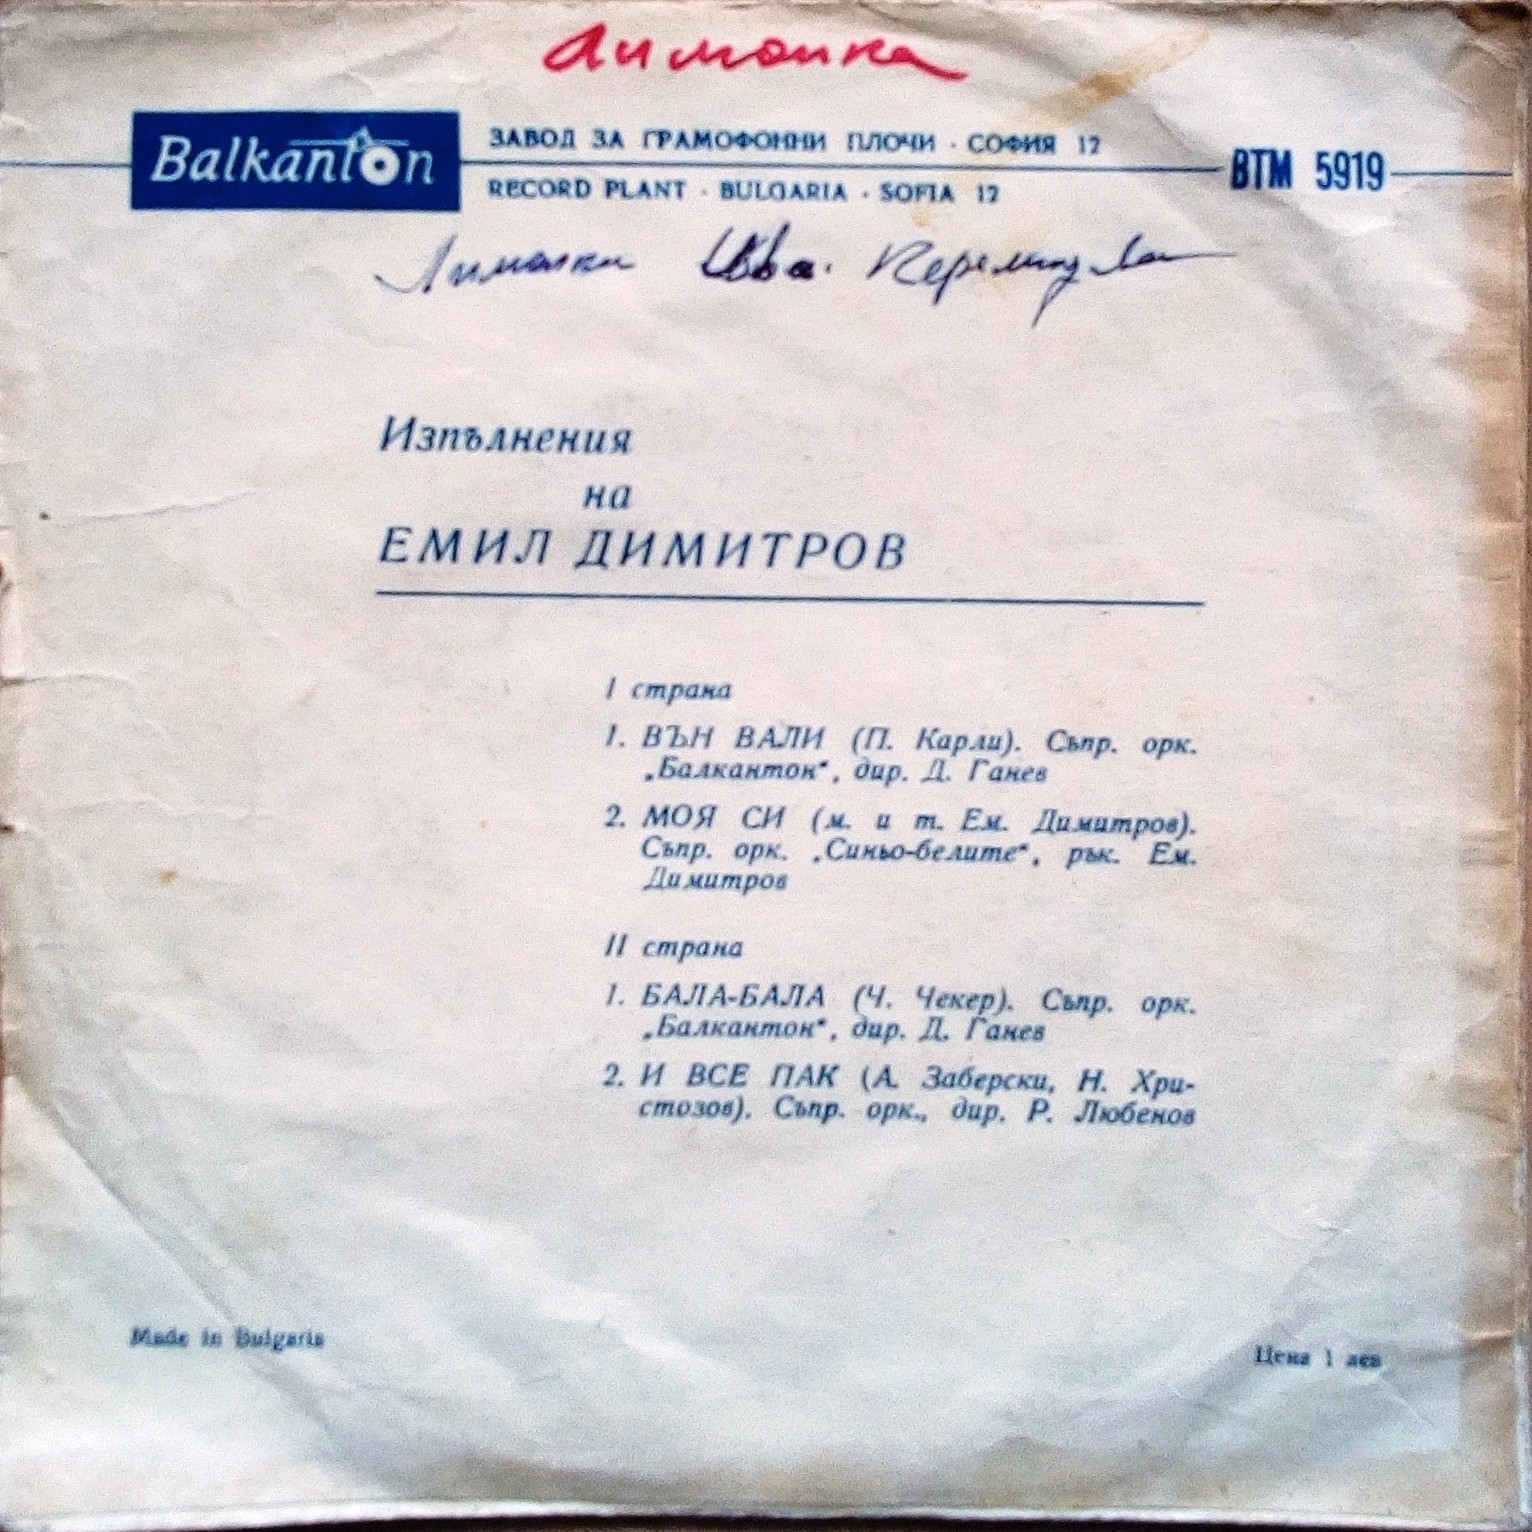 Лимонка
Balkanton
ЗАВОД ЗА ГРАМОФОННИ ПЛОЧИ · СОФИЯ 12
RECORD PLANT · BULGARIA · SOFIA 12
ВТМ 5919
Изпълнения
на
ЕМИЛ ДИМИТРОВ
I страна
1. ВЪН ВАЛИ (П. Карли). Съпр. орк.
„Балкантон“, дир. Д. Ганев
2. МОЯ СИ (м. и т. Ем. Димитров).
Съпр. орк. „Синьо-белите“, рък. Ем.
Димитров
II страна
1. БАЛА-БАЛА (Ч. Чекер). Съпр. орк.
„Балкантон“, дир. Д. Ганев
2. И ВСЕ ПАК (А. Заберски, Н. Хри-
стозов). Съпр. орк., дир. Р. Любенов
Made in Bulgaria
Цена 1 лев